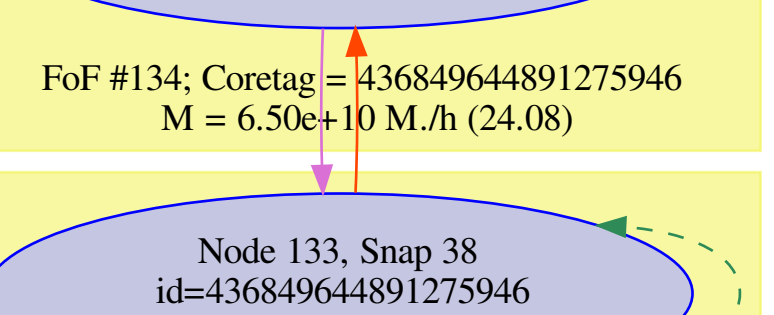 FoF #134; Coretag = 436849644891275946
M = 6.50e+10 M./h (24.08)
Node 133, Snap 38
id=436849644891275946